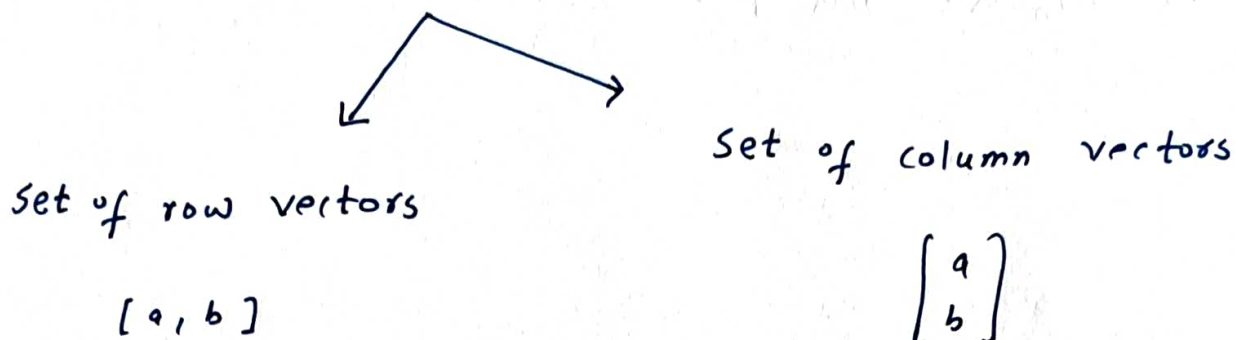 Set of column vectors
Set of row vectors
[a, b]
[a
b]